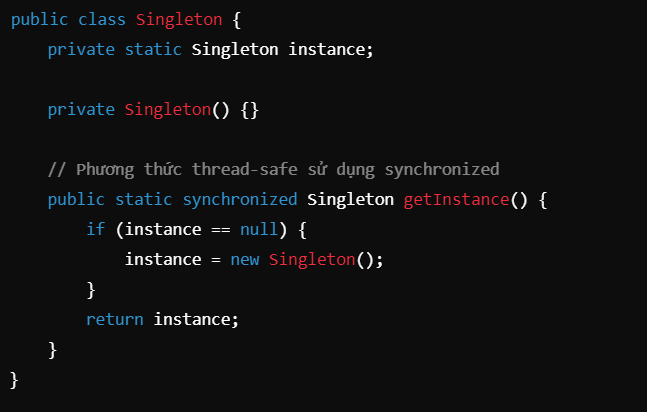 public class Singleton {
    private static Singleton instance;

    private Singleton() {}

    // Phương thức thread-safe sử dụng synchronized
    public static synchronized Singleton getInstance() {
        if (instance == null) {
            instance = new Singleton();
        }
        return instance;
    }
}